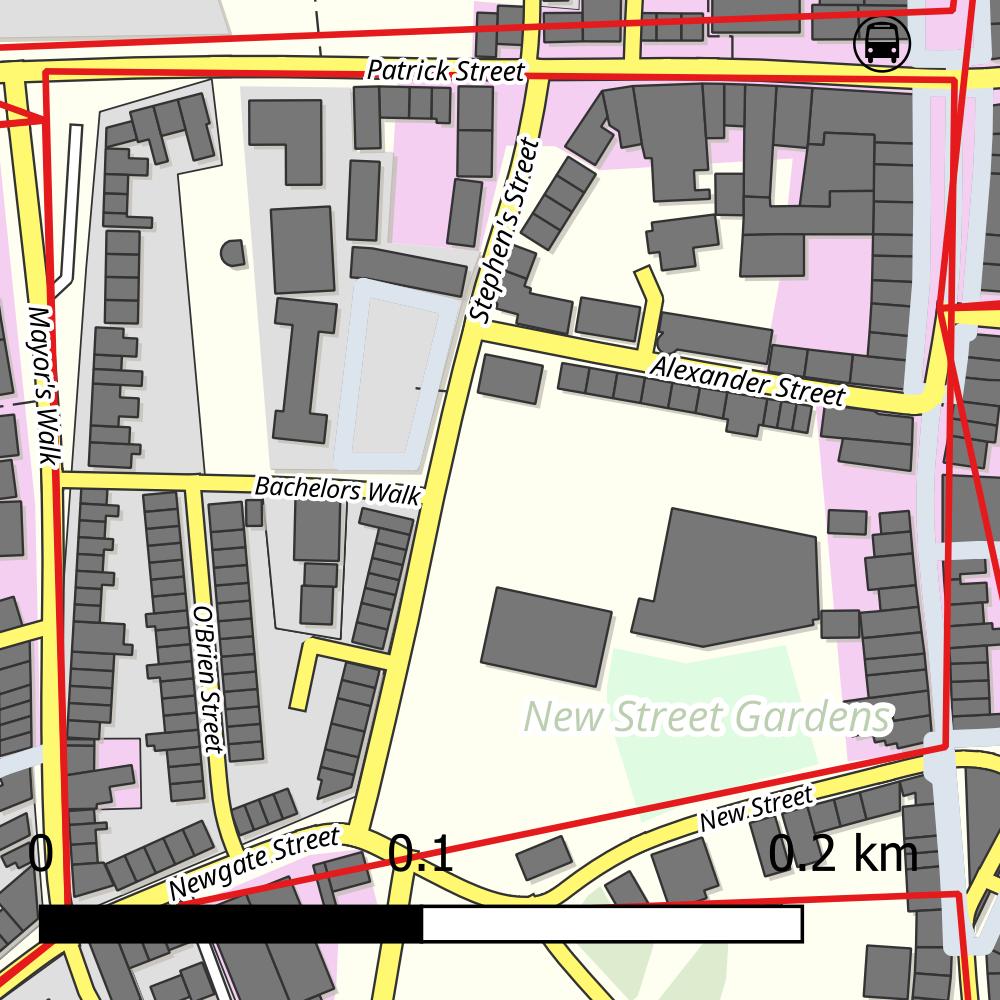 Patrick Street
Stephen's Street
Mayor's Walk
Alexander Street
Bachelors Walk
O'Brien Street
New Street Gardens
New Street
Newgate Street
0 0.1 0.2 km